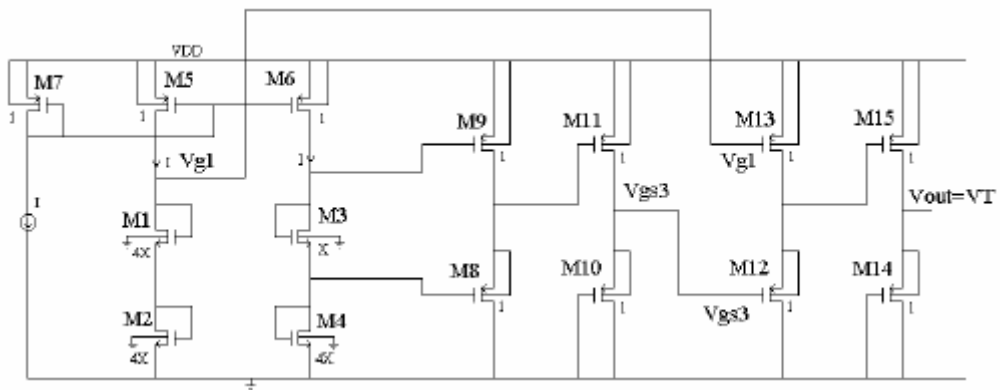 VDD
M7
M5
M6
M9
M11
M13
M15
1
1
1
1
1
1
1
I
Vg1
I
Vg1
Vgs3
Vout=VT
I
M1
4X
M3
X
M8
M10
M12
M14
1
1
1
1
Vgs3
M2
4X
M4
4X